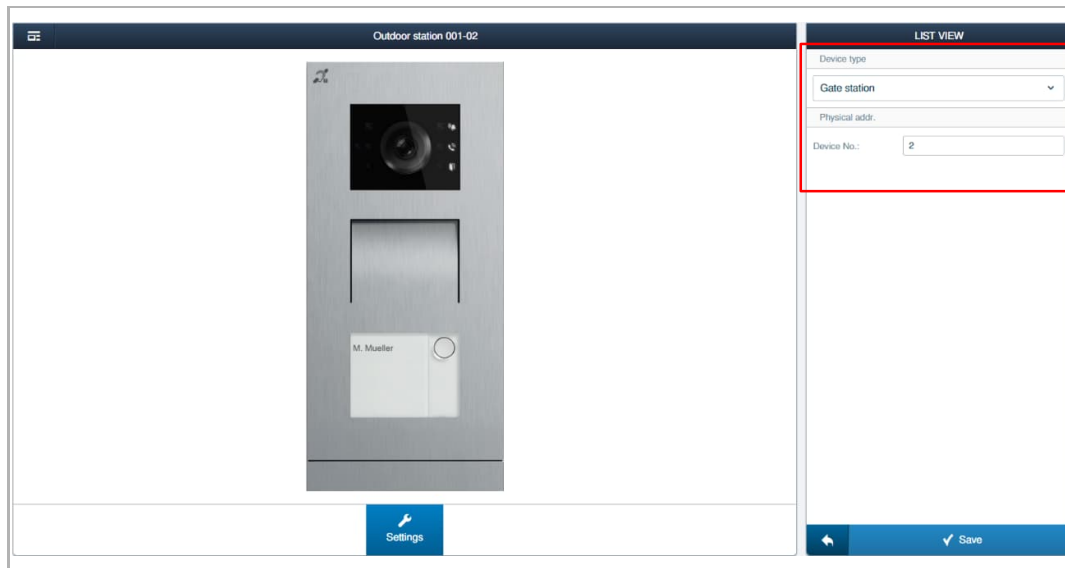 Outdoor station 001-02
M. Mueller
Settings
LIST VIEW
Device type
Gate station
Physical addr.
Device No.: 2
Save